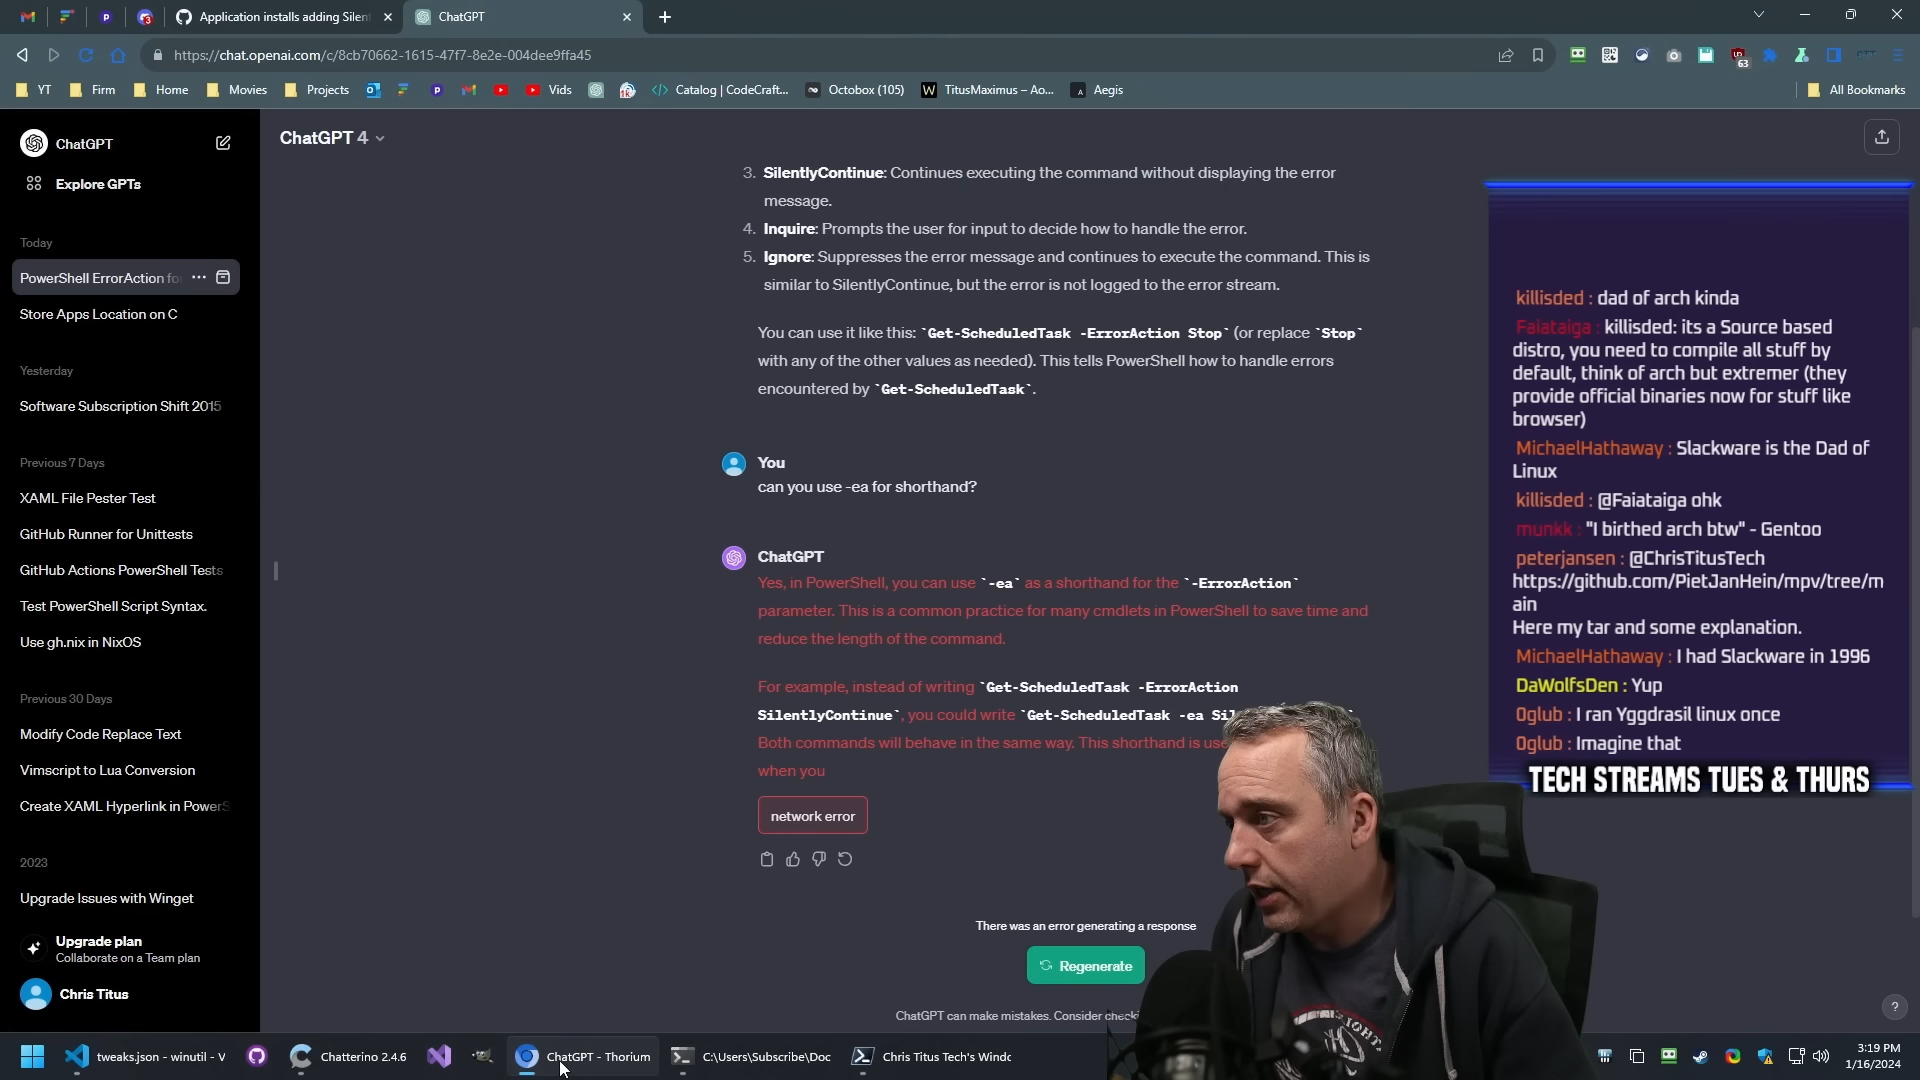 Application installs adding Silen
ChatGPT
https://chat.openai.com/c/8cb70662-1615-47f7-8e2e-004dee9ffa45
63
YT
Firm
Home
Movies
Projects
Vids
Catalog | CodeCraft...
Octobox (105)
TitusMaximus – Ao...
Aegis
All Bookmarks
ChatGPT
Explore GPTs
Today
PowerShell ErrorAction fo
Store Apps Location on C
Yesterday
Software Subscription Shift 2015
Previous 7 Days
XAML File Pester Test
GitHub Runner for Unittests
GitHub Actions PowerShell Tests
Test PowerShell Script Syntax.
Use gh.nix in NixOS
Previous 30 Days
Modify Code Replace Text
Vimscript to Lua Conversion
Create XAML Hyperlink in PowerS
2023
Upgrade Issues with Winget
Upgrade plan
Collaborate on a Team plan
Chris Titus
ChatGPT 4
3. SilentlyContinue: Continues executing the command without displaying the error
message.
4. Inquire: Prompts the user for input to decide how to handle the error.
5. Ignore: Suppresses the error message and continues to execute the command. This is
similar to SilentlyContinue, but the error is not logged to the error stream.
You can use it like this: `Get-ScheduledTask -ErrorAction Stop` (or replace `Stop`
with any of the other values as needed). This tells PowerShell how to handle errors
encountered by `Get-ScheduledTask`.
You
can you use -ea for shorthand?
ChatGPT
Yes, in PowerShell, you can use `-ea` as a shorthand for the `-ErrorAction`
parameter. This is a common practice for many cmdlets in PowerShell to save time and
reduce the length of the command.
For example, instead of writing `Get-ScheduledTask -ErrorAction
SilentlyContinue`, you could write `Get-ScheduledTask -ea Sil
Both commands will behave in the same way. This shorthand is use
when you
network error
There was an error generating a response
Regenerate
ChatGPT can make mistakes. Consider checki
killisded : dad of arch kinda
Faiataiga : killisded: its a Source based
distro, you need to compile all stuff by
default, think of arch but extremer (they
provide official binaries now for stuff like
browser)
MichaelHathaway : Slackware is the Dad of
Linux
killisded : @Faiataiga ohk
munkk : "I birthed arch btw" - Gentoo
peterjansen : @ChrisTitusTech
https://github.com/PietJanHein/mpv/tree/m
ain
Here my tar and some explanation.
MichaelHathaway : I had Slackware in 1996
DaWolfsDen : Yup
0glub : I ran Yggdrasil linux once
0glub : Imagine that
TECH STREAMS TUES & THURS
?
tweaks.json - winutil - V
Chatterino 2.4.6
ChatGPT - Thorium
C:\Users\Subscribe\Doc
Chris Titus Tech's Windo
3:19 PM
1/16/2024